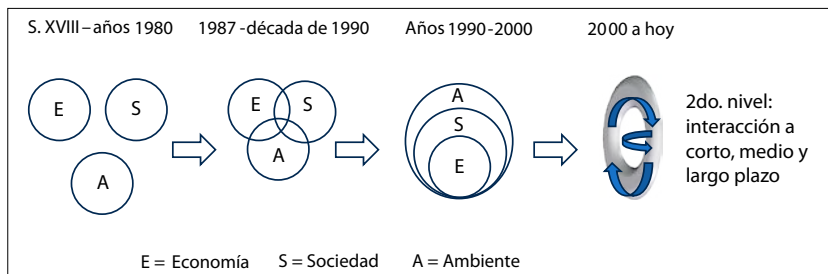 S. XVIII – años 1980
1987 - década de 1990
Años 1990-2000
2000 a hoy
E
S
A
E
S
A
A
S
E
2do. nivel:
interacción a
corto, medio y
largo plazo
E = Economía
S = Sociedad
A = Ambiente